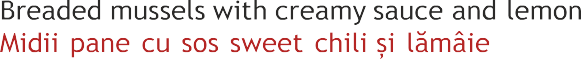 Breaded mussels with creamy sauce and lemon
Midii pane cu sos sweet chili și lămâie